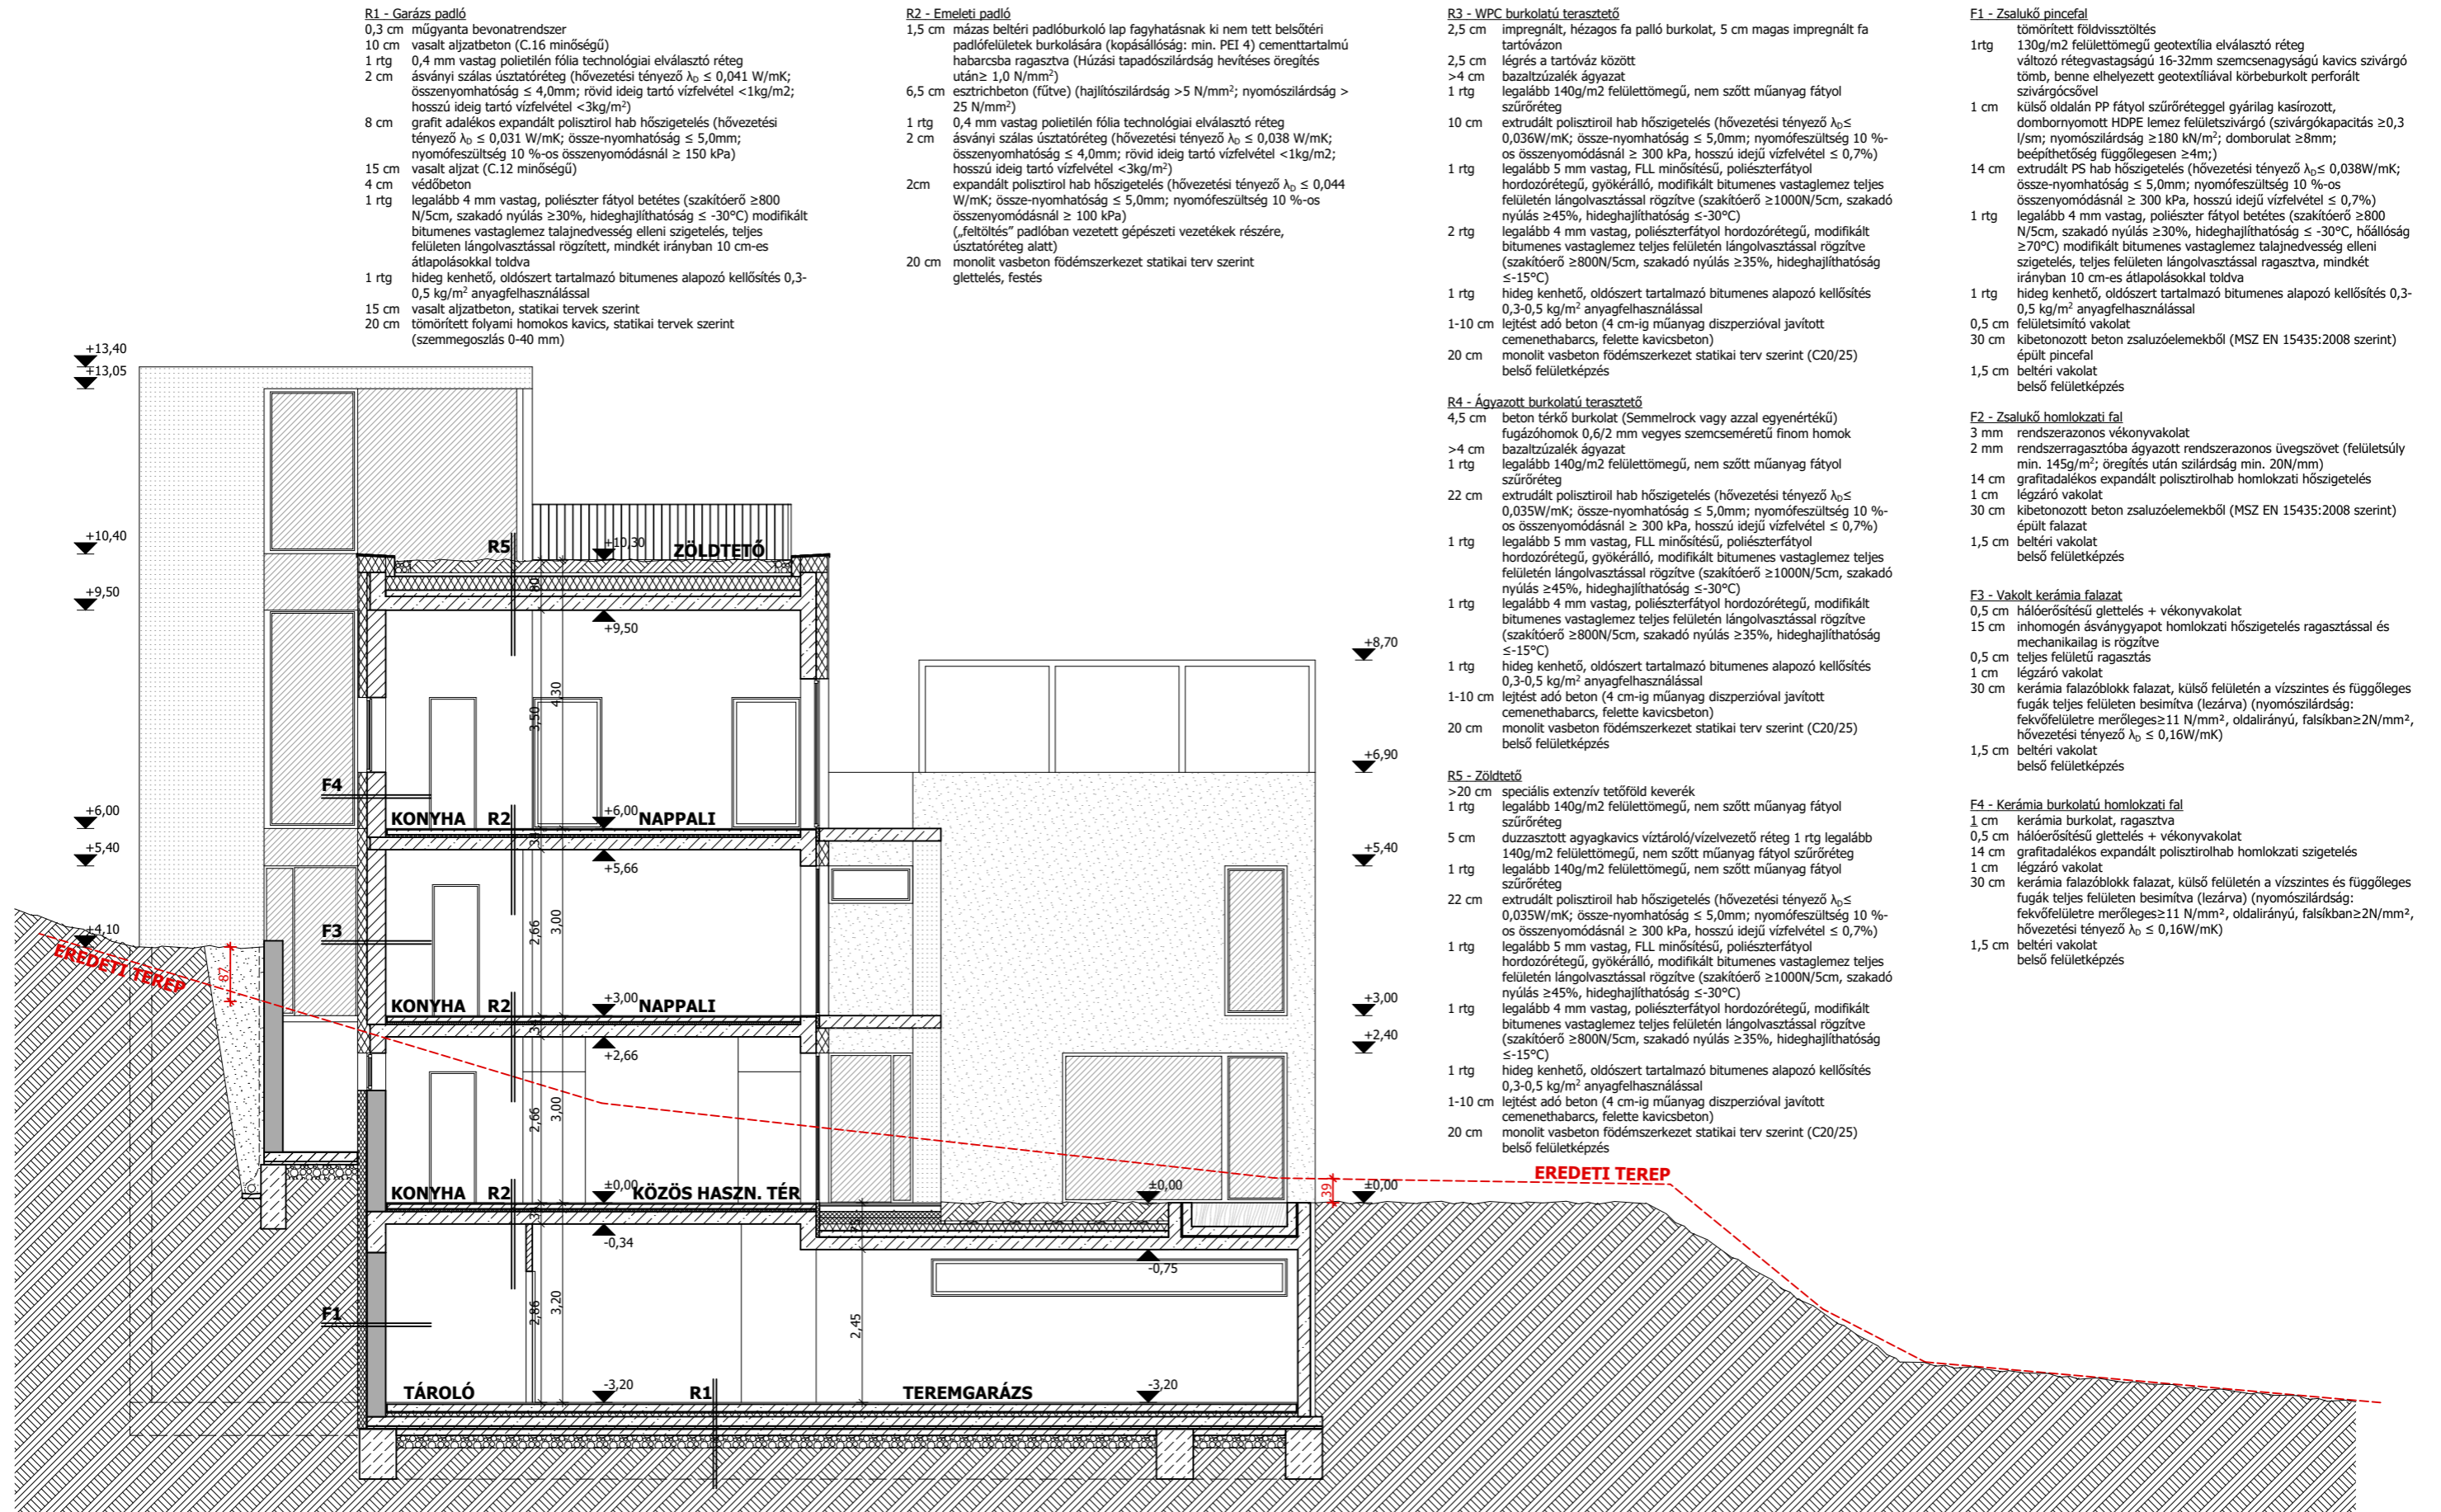 R1 - Garázs padló
0,3 cm műgyanta bevonatrendszer
10 cm vasalt aljzatbeton (C.16 minőségű)
1 rtg 0,4 mm vastag polietilén fólia technológiai elválasztó réteg
2 cm ásványi szálas úsztatóréteg (hővezetési tényező λD ≤ 0,041 W/mK;
összenyomhatóság ≤ 4,0mm; rövid ideig tartó vízfelvétel <1kg/m2;
hosszú ideig tartó vízfelvétel <3kg/m²)
8 cm grafit adalékos expandált polisztirol hab hőszigetelés (hővezetési
tényező λD ≤ 0,031 W/mK; össze-nyomhatóság ≤ 5,0mm;
nyomófeszültség 10 %-os összenyomódásnál ≥ 150 kPa)
15 cm vasalt aljzat (C.12 minőségű)
4 cm védőbeton
1 rtg legalább 4 mm vastag, poliészter fátyol betétes (szakítóerő ≥800
N/5cm, szakadó nyúlás ≥30%, hideghajlíthatóság ≤ -30°C) modifikált
bitumenes vastaglemez talajnedvesség elleni szigetelés, teljes
felületen lángolvasztással rögzített, mindkét irányban 10 cm-es
átlapolásokkal toldva
1 rtg hideg kenhető, oldószert tartalmazó bitumenes alapozó kellősítés 0,3-
0,5 kg/m² anyagfelhasználással
15 cm vasalt aljzatbeton, statikai tervek szerint
20 cm tömörített folyami homokos kavics, statikai tervek szerint
(szemmegoszlás 0-40 mm)
R2 - Emeleti padló
1,5 cm mázas beltéri padlóburkoló lap fagyhatásnak ki nem tett belsőtéri
padlófelületek burkolására (kopásállóság: min. PEI 4) cementtartalmú
habarcsba ragasztva (Húzási tapadószilárdság hevítéses öregítés
után≥ 1,0 N/mm²)
6,5 cm esztrichbeton (fűtve) (hajlítószilárdság >5 N/mm²; nyomószilárdság >
25 N/mm²)
1 rtg 0,4 mm vastag polietilén fólia technológiai elválasztó réteg
2 cm ásványi szálas úsztatóréteg (hővezetési tényező λD ≤ 0,038 W/mK;
összenyomhatóság ≤ 4,0mm; rövid ideig tartó vízfelvétel <1kg/m2;
hosszú ideig tartó vízfelvétel <3kg/m²)
2cm expandált polisztirol hab hőszigetelés (hővezetési tényező λD ≤ 0,044
W/mK; össze-nyomhatóság ≤ 5,0mm; nyomófeszültség 10 %-os
összenyomódásnál ≥ 100 kPa)
(„feltöltés” padlóban vezetett gépészeti vezetékek részére,
úsztatóréteg alatt)
20 cm monolit vasbeton födémszerkezet statikai terv szerint
glettelés, festés
R3 - WPC burkolatú terasztető
2,5 cm impregnált, hézagos fa palló burkolat, 5 cm magas impregnált fa
tartóvázon
2,5 cm légrés a tartóváz között
>4 cm bazaltzúzalék ágyazat
1 rtg legalább 140g/m2 felülettömegű, nem szőtt műanyag fátyol
szűrőréteg
10 cm extrudált polisztiroil hab hőszigetelés (hővezetési tényező λD≤
0,036W/mK; össze-nyomhatóság ≤ 5,0mm; nyomófeszültség 10 %-
os összenyomódásnál ≥ 300 kPa, hosszú idejű vízfelvétel ≤ 0,7%)
1 rtg legalább 5 mm vastag, FLL minősítésű, poliészterfátyol
hordozórétegű, gyökérálló, modifikált bitumenes vastaglemez teljes
felületén lángolvasztással rögzítve (szakítóerő ≥1000N/5cm, szakadó
nyúlás ≥45%, hideghajlíthatóság ≤-30°C)
2 rtg legalább 4 mm vastag, poliészterfátyol hordozórétegű, modifikált
bitumenes vastaglemez teljes felületén lángolvasztással rögzítve
(szakítóerő ≥800N/5cm, szakadó nyúlás ≥35%, hideghajlíthatóság
≤-15°C)
1 rtg hideg kenhető, oldószert tartalmazó bitumenes alapozó kellősítés
0,3-0,5 kg/m² anyagfelhasználással
1-10 cm lejtést adó beton (4 cm-ig műanyag diszperzióval javított
cemenethabarcs, felette kavicsbeton)
20 cm monolit vasbeton födémszerkezet statikai terv szerint (C20/25)
belső felületképzés
R4 - Ágyazott burkolatú terasztető
4,5 cm beton térkő burkolat (Semmelrock vagy azzal egyenértékű)
fugázóhomok 0,6/2 mm vegyes szemcseméretű finom homok
>4 cm bazaltzúzalék ágyazat
1 rtg legalább 140g/m2 felülettömegű, nem szőtt műanyag fátyol
szűrőréteg
22 cm extrudált polisztiroil hab hőszigetelés (hővezetési tényező λD≤
0,035W/mK; össze-nyomhatóság ≤ 5,0mm; nyomófeszültség 10 %-
os összenyomódásnál ≥ 300 kPa, hosszú idejű vízfelvétel ≤ 0,7%)
1 rtg legalább 5 mm vastag, FLL minősítésű, poliészterfátyol
hordozórétegű, gyökérálló, modifikált bitumenes vastaglemez teljes
felületén lángolvasztással rögzítve (szakítóerő ≥1000N/5cm, szakadó
nyúlás ≥45%, hideghajlíthatóság ≤-30°C)
1 rtg legalább 4 mm vastag, poliészterfátyol hordozórétegű, modifikált
bitumenes vastaglemez teljes felületén lángolvasztással rögzítve
(szakítóerő ≥800N/5cm, szakadó nyúlás ≥35%, hideghajlíthatóság
≤-15°C)
1 rtg hideg kenhető, oldószert tartalmazó bitumenes alapozó kellősítés
0,3-0,5 kg/m² anyagfelhasználással
1-10 cm lejtést adó beton (4 cm-ig műanyag diszperzióval javított
cemenethabarcs, felette kavicsbeton)
20 cm monolit vasbeton födémszerkezet statikai terv szerint (C20/25)
belső felületképzés
R5 - Zöldtető
>20 cm speciális extenzív tetőföld keverék
1 rtg legalább 140g/m2 felülettömegű, nem szőtt műanyag fátyol
szűrőréteg
5 cm duzzasztott agyagkavics víztároló/vízelvezető réteg 1 rtg legalább
140g/m2 felülettömegű, nem szőtt műanyag fátyol szűrőréteg
1 rtg legalább 140g/m2 felülettömegű, nem szőtt műanyag fátyol
szűrőréteg
22 cm extrudált polisztiroil hab hőszigetelés (hővezetési tényező λD≤
0,035W/mK; össze-nyomhatóság ≤ 5,0mm; nyomófeszültség 10 %-
os összenyomódásnál ≥ 300 kPa, hosszú idejű vízfelvétel ≤ 0,7%)
1 rtg legalább 5 mm vastag, FLL minősítésű, poliészterfátyol
hordozórétegű, gyökérálló, modifikált bitumenes vastaglemez teljes
felületén lángolvasztással rögzítve (szakítóerő ≥1000N/5cm, szakadó
nyúlás ≥45%, hideghajlíthatóság ≤-30°C)
1 rtg legalább 4 mm vastag, poliészterfátyol hordozórétegű, modifikált
bitumenes vastaglemez teljes felületén lángolvasztással rögzítve
(szakítóerő ≥800N/5cm, szakadó nyúlás ≥35%, hideghajlíthatóság
≤-15°C)
1 rtg hideg kenhető, oldószert tartalmazó bitumenes alapozó kellősítés
0,3-0,5 kg/m² anyagfelhasználással
1-10 cm lejtést adó beton (4 cm-ig műanyag diszperzióval javított
cemenethabarcs, felette kavicsbeton)
20 cm monolit vasbeton födémszerkezet statikai terv szerint (C20/25)
belső felületképzés
F1 - Zsalukő pincefal
tömörített földvissztöltés
1rtg 130g/m2 felülettömegű geotextília elválasztó réteg
változó rétegvastagságú 16-32mm szemcsenagyságú kavics szivárgó
tömb, benne elhelyezett geotextíliával körbeburkolt perforált
szivárgócsővel
1 cm külső oldalán PP fátyol szűrőréteggel gyárilag kasírozott,
dombornyomott HDPE lemez felületszivárgó (szivárgókapacitás ≥0,3
l/sm; nyomószilárdság ≥180 kN/m²; domborulat ≥8mm;
beépíthetőség függőlegesen ≥4m;)
14 cm extrudált PS hab hőszigetelés (hővezetési tényező λD≤ 0,038W/mK;
össze-nyomhatóság ≤ 5,0mm; nyomófeszültség 10 %-os
összenyomódásnál ≥ 300 kPa, hosszú idejű vízfelvétel ≤ 0,7%)
1 rtg legalább 4 mm vastag, poliészter fátyol betétes (szakítóerő ≥800
N/5cm, szakadó nyúlás ≥30%, hideghajlíthatóság ≤ -30°C, hőállóság
≥70°C) modifikált bitumenes vastaglemez talajnedvesség elleni
szigetelés, teljes felületen lángolvasztással ragasztva, mindkét
irányban 10 cm-es átlapolásokkal toldva
1 rtg hideg kenhető, oldószert tartalmazó bitumenes alapozó kellősítés 0,3-
0,5 kg/m² anyagfelhasználással
0,5 cm felületsimító vakolat
30 cm kibetonozott beton zsaluzóelemekből (MSZ EN 15435:2008 szerint)
épült pincefal
1,5 cm beltéri vakolat
belső felületképzés
F2 - Zsalukő homlokzati fal
3 mm rendszerazonos vékonyvakolat
2 mm rendszerragasztóba ágyazott rendszerazonos üvegszövet (felületsúly
min. 145g/m²; öregítés után szilárdság min. 20N/mm)
14 cm grafitadalékos expandált polisztirolhab homlokzati hőszigetelés
1 cm légzáró vakolat
30 cm kibetonozott beton zsaluzóelemekből (MSZ EN 15435:2008 szerint)
épült falazat
1,5 cm beltéri vakolat
belső felületképzés
F3 - Vakolt kerámia falazat
0,5 cm hálóerősítésű glettelés + vékonyvakolat
15 cm inhomogén ásványgyapot homlokzati hőszigetelés ragasztással és
mechanikailag is rögzítve
0,5 cm teljes felületű ragasztás
1 cm légzáró vakolat
30 cm kerámia falazóblokk falazat, külső felületén a vízszintes és függőleges
fugák teljes felületen besimítva (lezárva) (nyomószilárdság:
fekvőfelületre merőleges≥11 N/mm², oldalirányú, falsíkban≥2N/mm²,
hővezetési tényező λD ≤ 0,16W/mK)
1,5 cm beltéri vakolat
belső felületképzés
F4 - Kerámia burkolatú homlokzati fal
1 cm kerámia burkolat, ragasztva
0,5 cm hálóerősítésű glettelés + vékonyvakolat
14 cm grafitadalékos expandált polisztirolhab homlokzati szigetelés
1 cm légzáró vakolat
30 cm kerámia falazóblokk falazat, külső felületén a vízszintes és függőleges
fugák teljes felületen besimítva (lezárva) (nyomószilárdság:
fekvőfelületre merőleges≥11 N/mm², oldalirányú, falsíkban≥2N/mm²,
hővezetési tényező λD ≤ 0,16W/mK)
1,5 cm beltéri vakolat
belső felületképzés
+13,40
+13,05
+10,40
+9,50
+6,00
+5,40
+4,10
EREDETI TEREP
87
R5
+10,30
ZÖLDTETŐ
80
+9,50
3,50
4,30
F4
KONYHA R2 +6,00 NAPPALI
34
+5,66
F3
2,66
3,00
KONYHA R2 +3,00 NAPPALI
34
+2,66
2,66
3,00
KONYHA R2 ±0,00 KÖZÖS HASZN. TÉR
34
-0,34
75
±0,00
-0,75
F1
2,86
3,20
2,45
TÁROLÓ
-3,20
R1
TEREMGARÁZS
-3,20
+8,70
+6,90
+5,40
+3,00
+2,40
EREDETI TEREP
39
±0,00